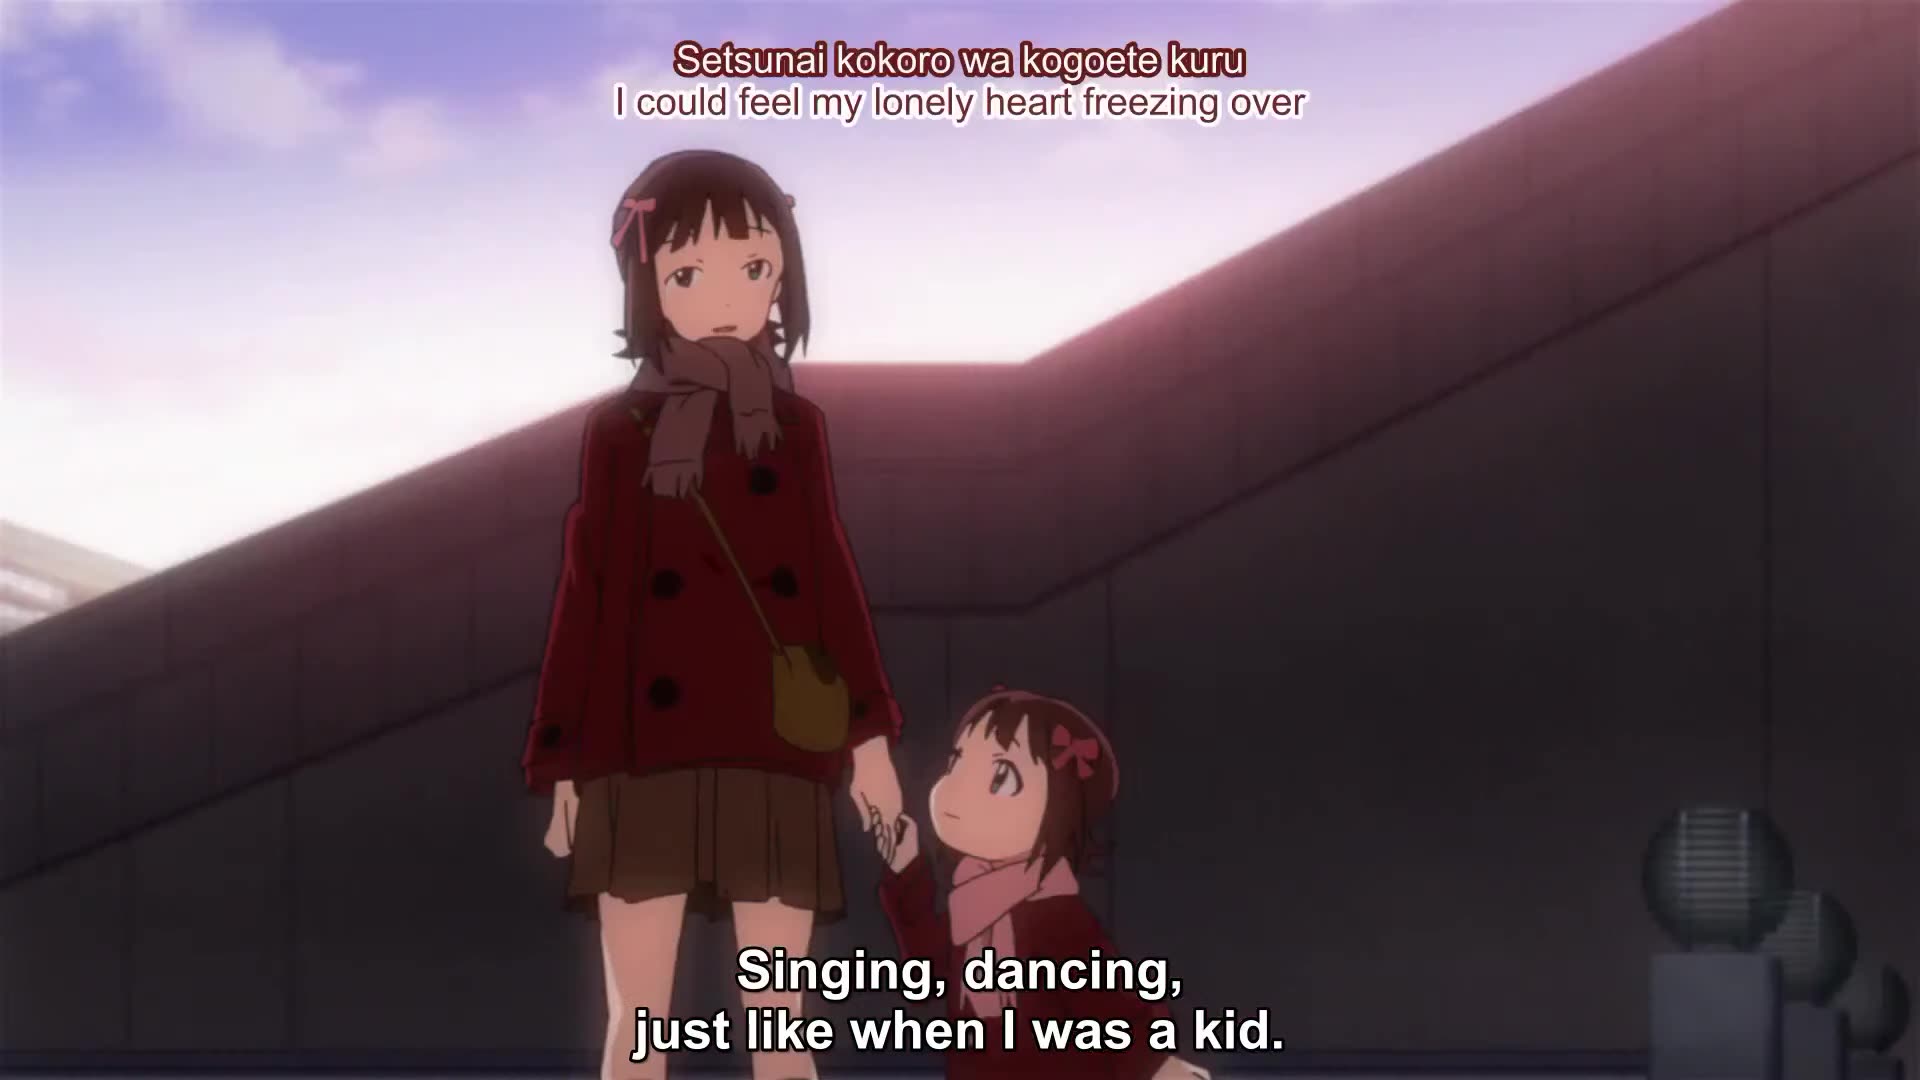 Setsunai kokoro wa kogoete kuru
I could feel my lonely heart freezing over
Singing, dancing,
just like when I was a kid.